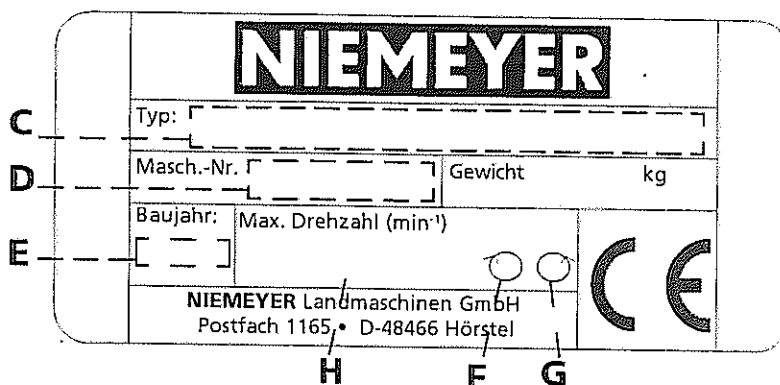 NIEMEYER
C
Typ:
D
Masch.-Nr.
Gewicht kg
E
Baujahr:
Max. Drehzahl (min⁻¹)
CE
NIEMEYER Landmaschinen GmbH
Postfach 1165 • D-48466 Hörstel
H F G